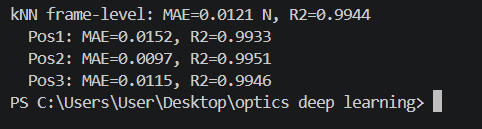 kNN frame-level: MAE=0.0121 N, R2=0.9944
Pos1: MAE=0.0152, R2=0.9933
Pos2: MAE=0.0097, R2=0.9951
Pos3: MAE=0.0115, R2=0.9946
PS C:\Users\User\Desktop\optics deep learning>